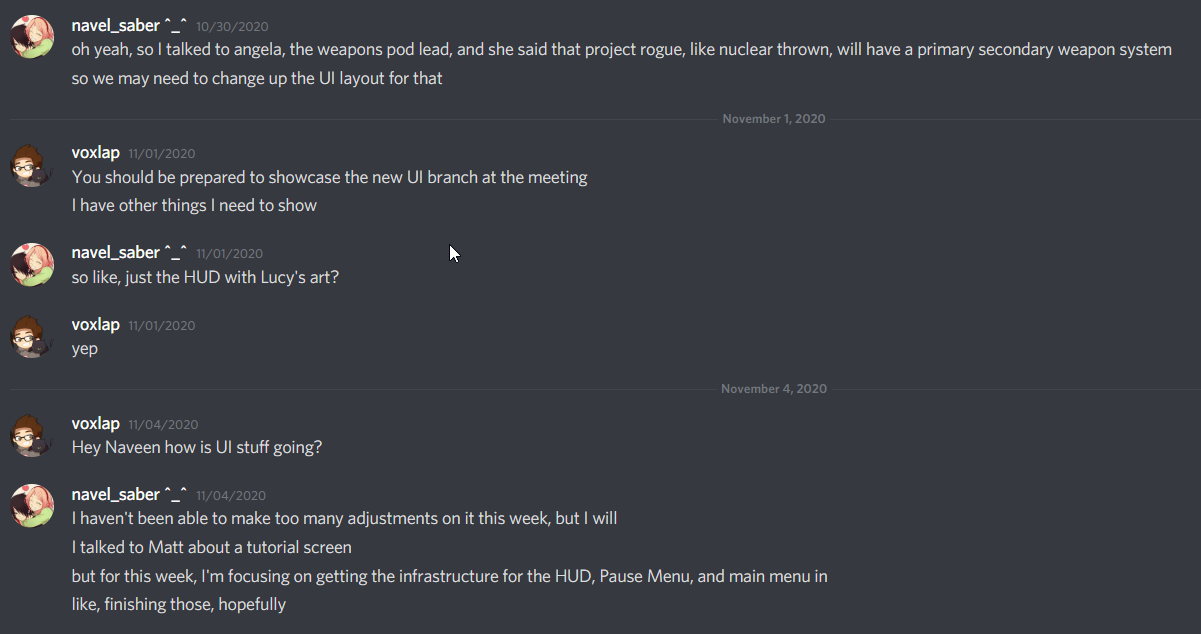 navel_saber ^_^ 10/30/2020
oh yeah, so I talked to angela, the weapons pod lead, and she said that project rogue, like nuclear thrown, will have a primary secondary weapon system
so we may need to change up the UI layout for that
November 1, 2020
voxlap 11/01/2020
You should be prepared to showcase the new UI branch at the meeting
I have other things I need to show
navel_saber ^_^ 11/01/2020
so like, just the HUD with Lucy's art?
voxlap 11/01/2020
yep
November 4, 2020
voxlap 11/04/2020
Hey Naveen how is UI stuff going?
navel_saber ^_^ 11/04/2020
I haven't been able to make too many adjustments on it this week, but I will
I talked to Matt about a tutorial screen
but for this week, I'm focusing on getting the infrastructure for the HUD, Pause Menu, and main menu in
like, finishing those, hopefully